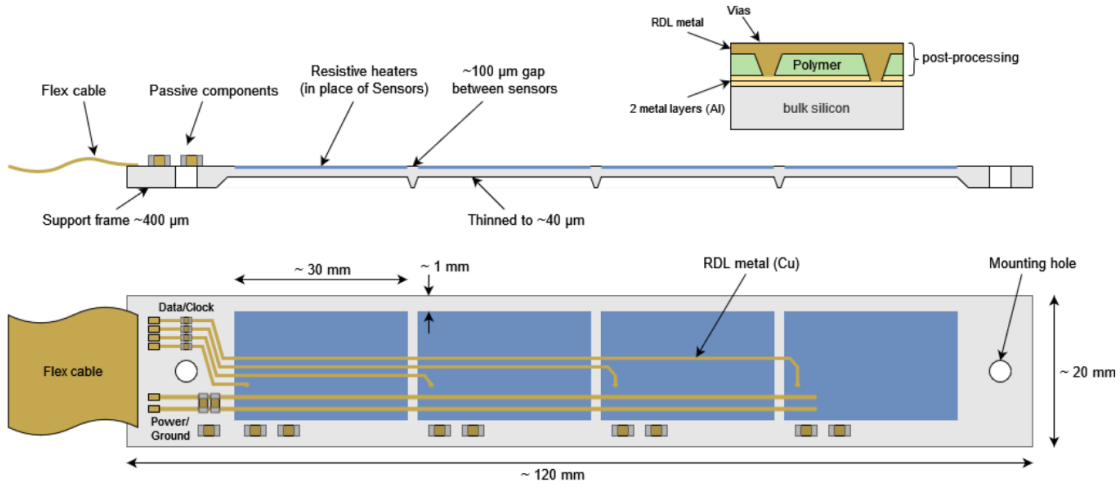 Vias
RDL metal
post-processing
Polymer
2 metal layers (Al)
bulk silicon
Flex cable
Passive components
Resistive heaters
(in place of Sensors)
~100 μm gap
between sensors
Support frame ~400 μm
Thinned to ~40 μm
~ 30 mm
~ 1 mm
RDL metal (Cu)
Mounting hole
Data/Clock
Flex cable
~ 20 mm
Power/
Ground
~ 120 mm